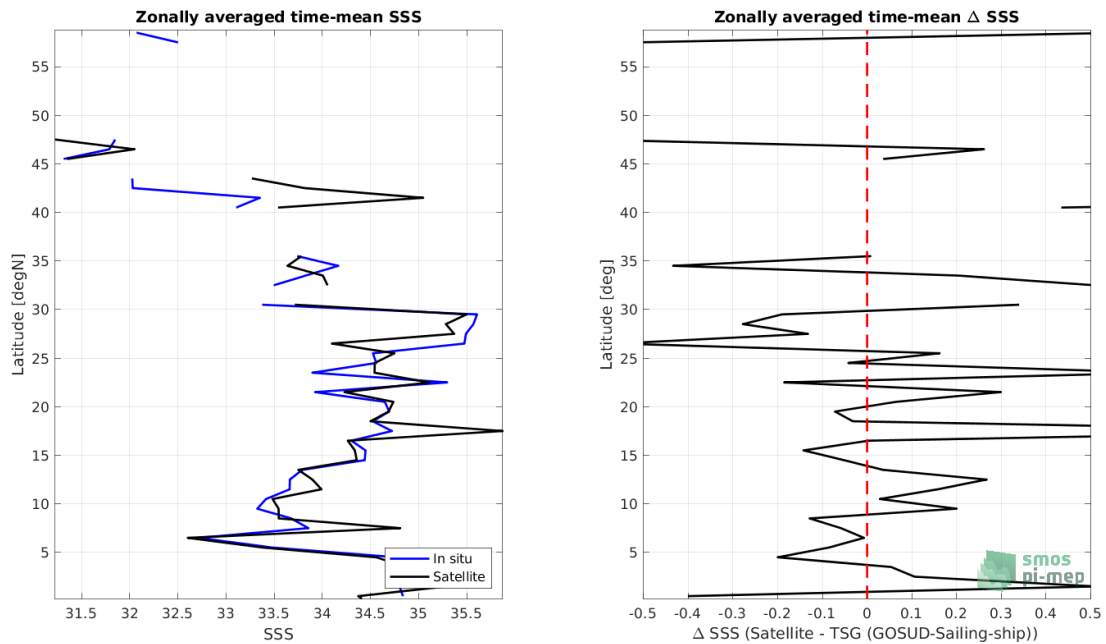 Zonally averaged time-mean SSS
55
50
45
40
35
30
25
20
15
10
5
Latitude [degN]
31.5 32 32.5 33 33.5 34 34.5 35 35.5
SSS
In situ
Satellite
Zonally averaged time-mean Δ SSS
55
50
45
40
35
30
25
20
15
10
5
Latitude [deg]
-0.5 -0.4 -0.3 -0.2 -0.1 0 0.1 0.2 0.3 0.4 0.5
Δ SSS (Satellite - TSG (GOSUD-Sailing-ship))
smos
pi-mep